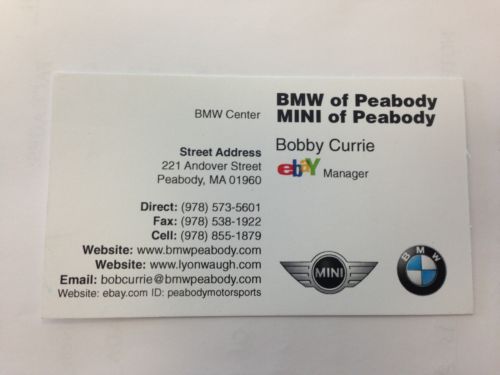 BMW of Peabody
BMW Center
MINI of Peabody
Bobby Currie
ebaY Manager
Street Address
221 Andover Street
Peabody, MA 01960
Direct: (978) 573-5601
Fax: (978) 538-1922
Cell: (978) 855-1879
Website: www.bmwpeabody.com
Website: www.lyonwaugh.com
Email: bobcurrie@bmwpeabody.com
Website: ebay.com ID: peabodymotorsports
MINI
BMW